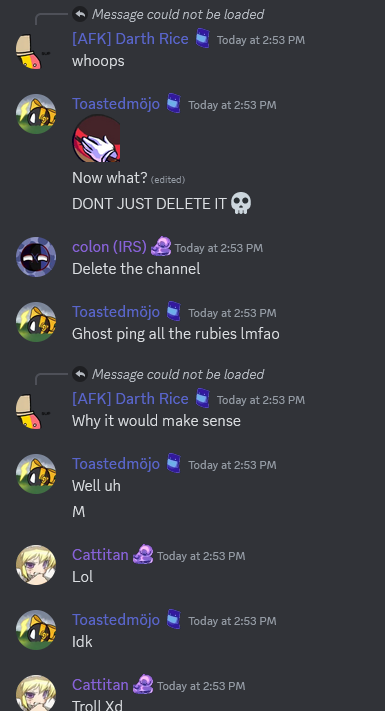 Message could not be loaded
[AFK] Darth Rice Today at 2:53 PM
whoops
Toastedmöjo Today at 2:53 PM
Now what? (edited)
DONT JUST DELETE IT 💀
colon (IRS) Today at 2:53 PM
Delete the channel
Toastedmöjo Today at 2:53 PM
Ghost ping all the rubies lmfao
Message could not be loaded
[AFK] Darth Rice Today at 2:53 PM
Why it would make sense
Toastedmöjo Today at 2:53 PM
Well uh
M
Cattitan Today at 2:53 PM
Lol
Toastedmöjo Today at 2:53 PM
Idk
Cattitan Today at 2:53 PM
Troll Xd